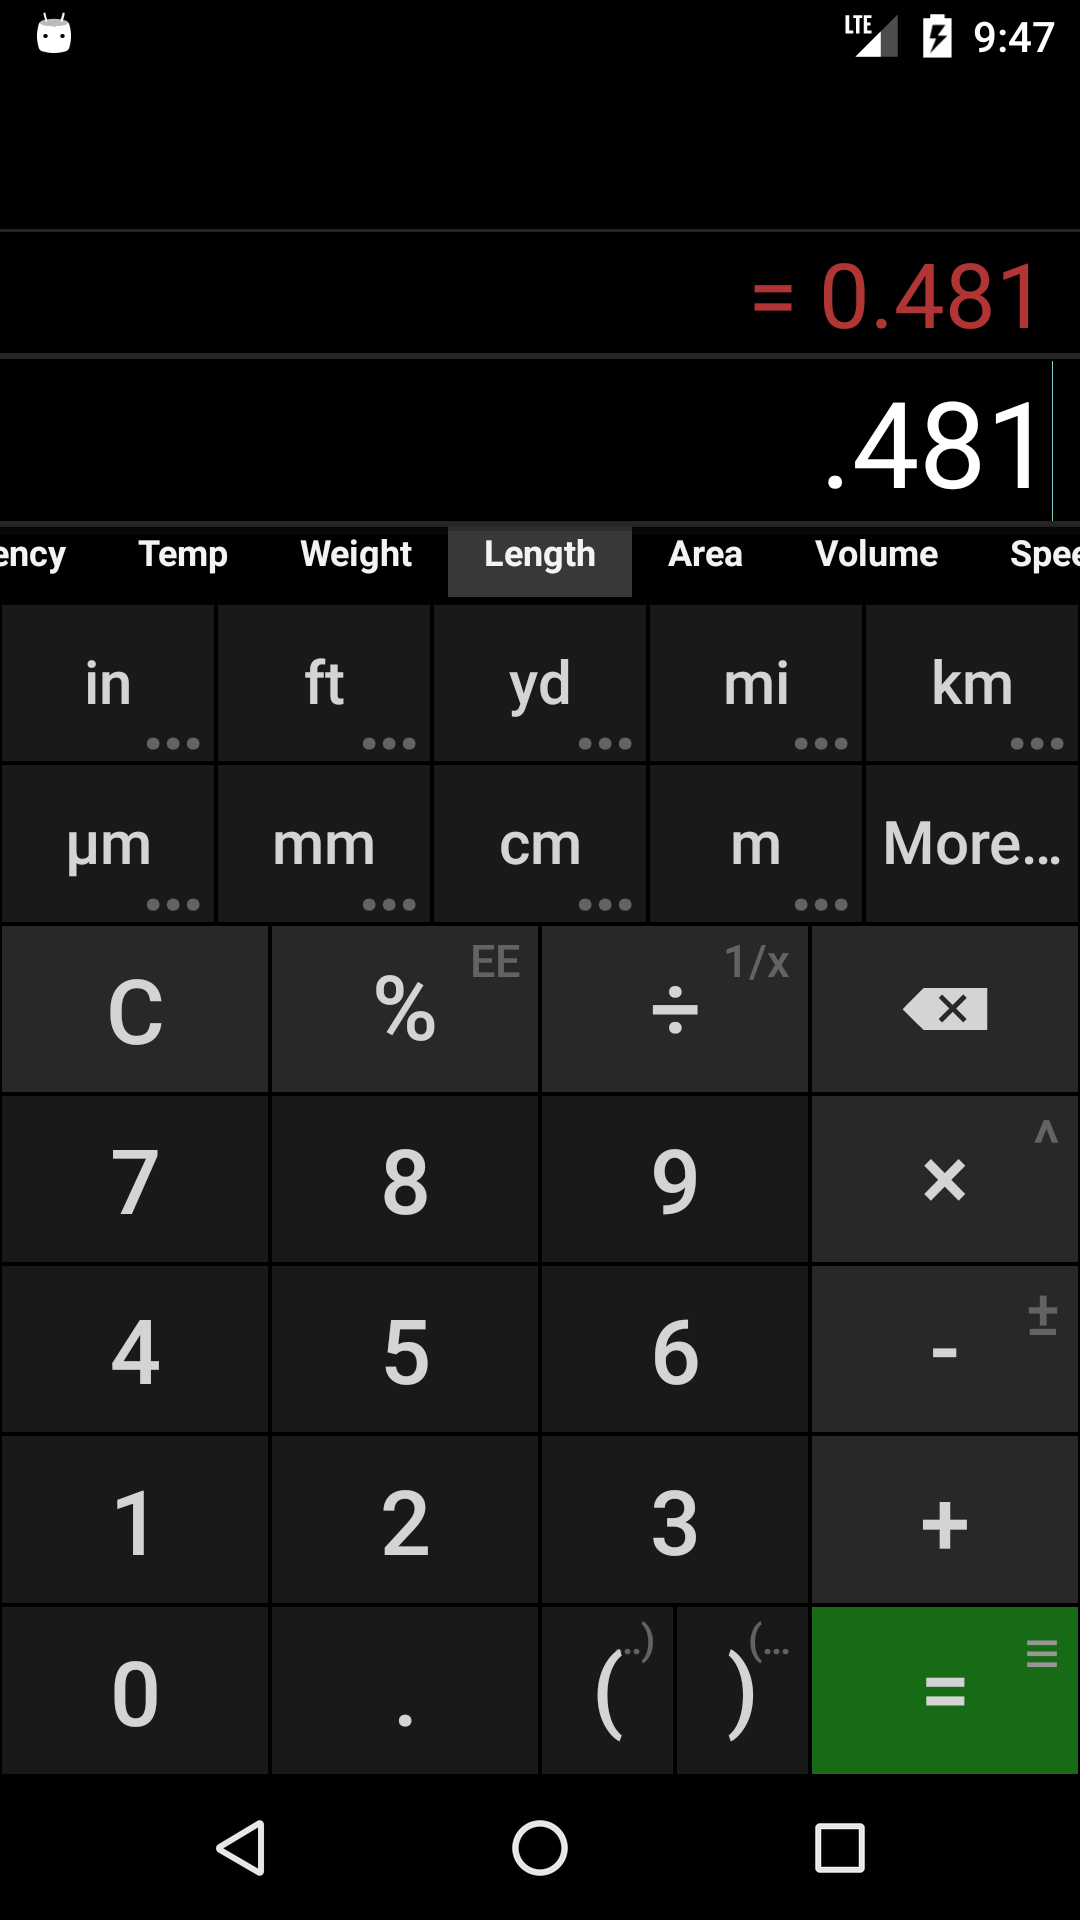 LTE 9:47
= 0.481
.481
ency Temp Weight Length Area Volume Spee
in ft yd mi km
µm mm cm m More...
C % EE ÷ 1/x
7 8 9 × ^
4 5 6 - ±
1 2 3 +
0 . ( ..) ) (... =